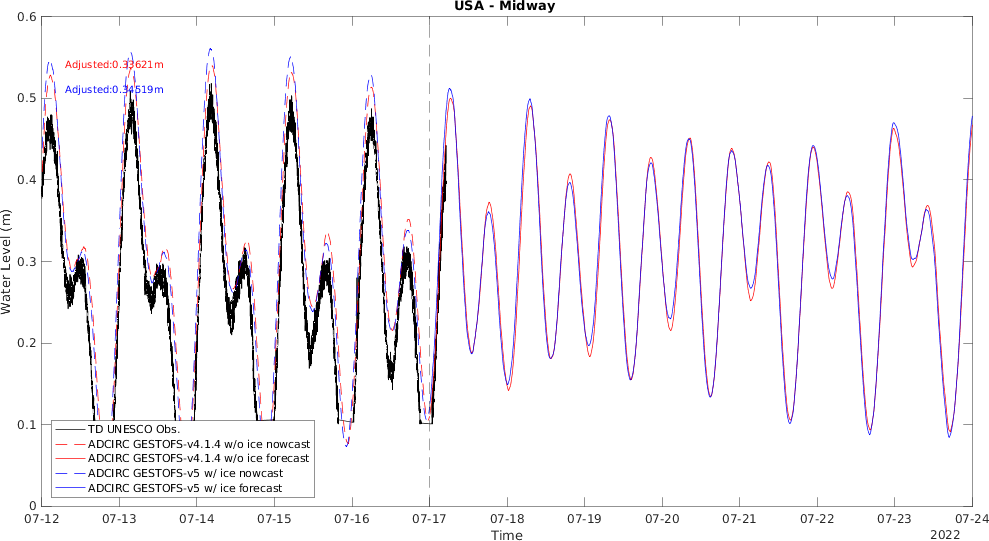 USA - Midway
0.6
Adjusted:0.33621m
Adjusted:0.34519m
0.5
0.4
0.3
0.2
0.1
0
Water Level (m)
TD UNESCO Obs.
ADCIRC GESTOFS-v4.1.4 w/o ice nowcast
ADCIRC GESTOFS-v4.1.4 w/o ice forecast
ADCIRC GESTOFS-v5 w/ ice nowcast
ADCIRC GESTOFS-v5 w/ ice forecast
07-12 07-13 07-14 07-15 07-16 07-17 07-18 07-19 07-20 07-21 07-22 07-23 07-24
Time
2022